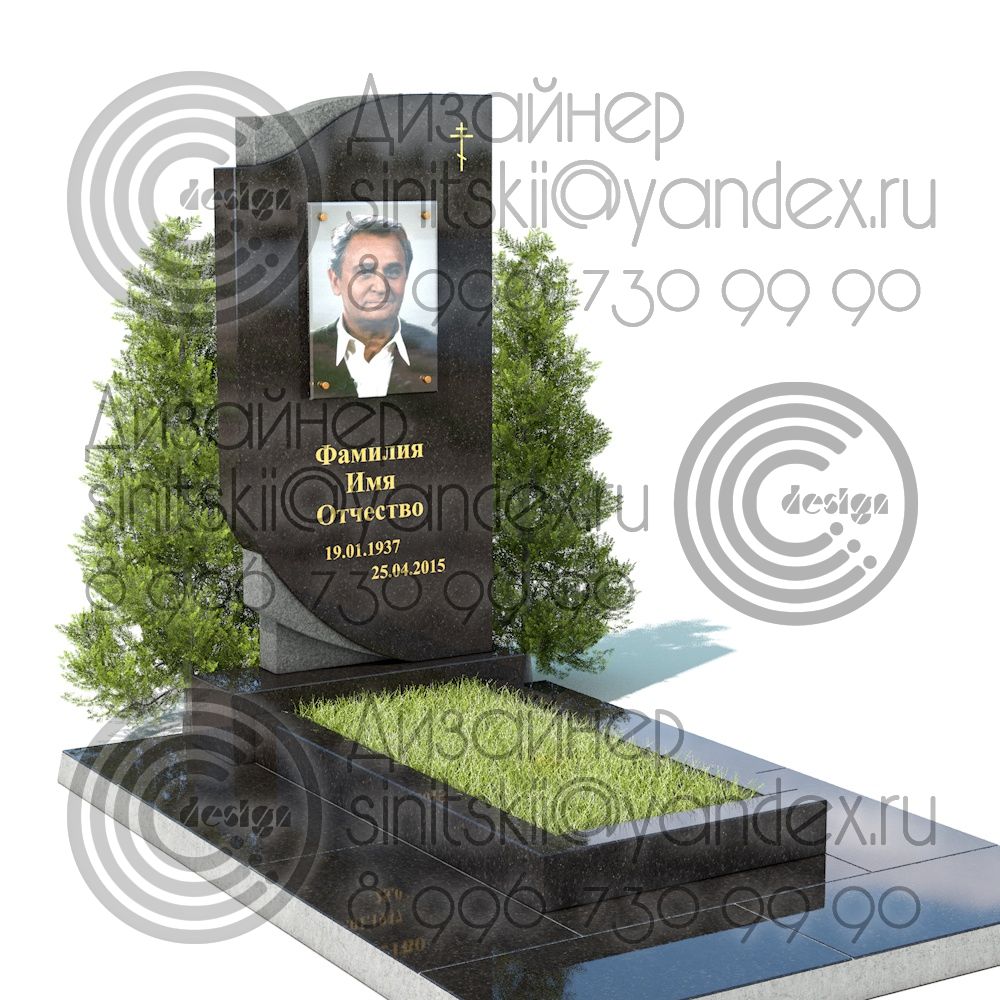 Дизайнер
sinitskii@yandex.ru
8 996 730 99 90
design
Фамилия
Имя
Отчество
19.01.1937
25.04.2015
Дизайнер
sinitskii@yandex.ru
8 996 730 99 90
design
Дизайнер
sinitskii@yandex.ru
8 996 730 99 90
design